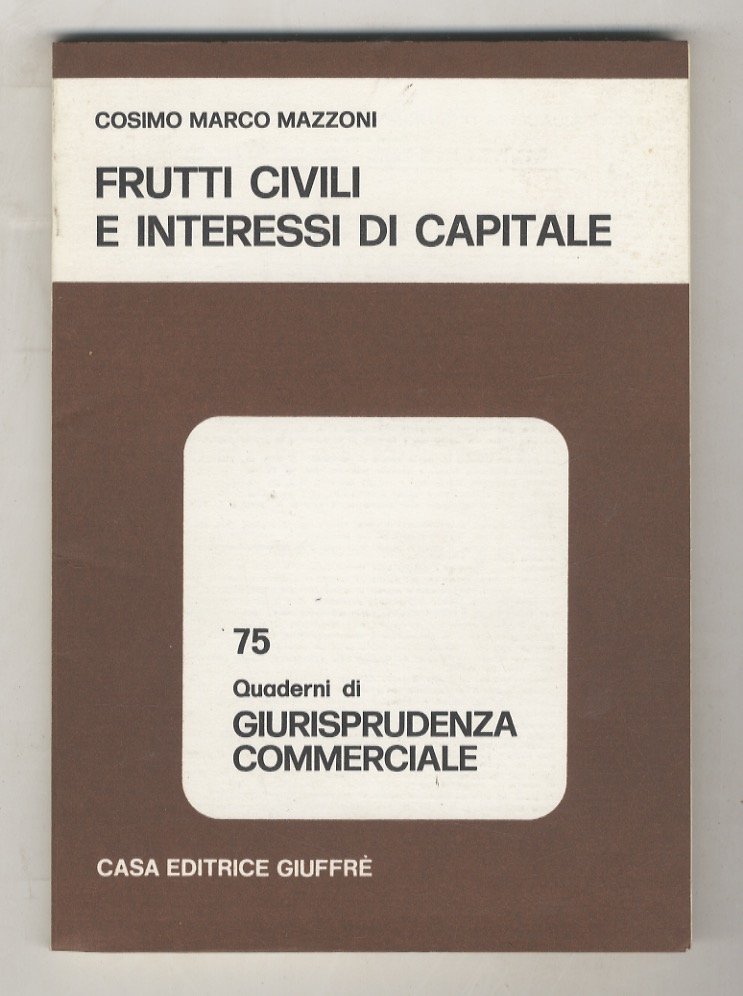 COSIMO MARCO MAZZONI
FRUTTI CIVILI
E INTERESSI DI CAPITALE
75
Quaderni di
GIURISPRUDENZA
COMMERCIALE
CASA EDITRICE GIUFFRÈ